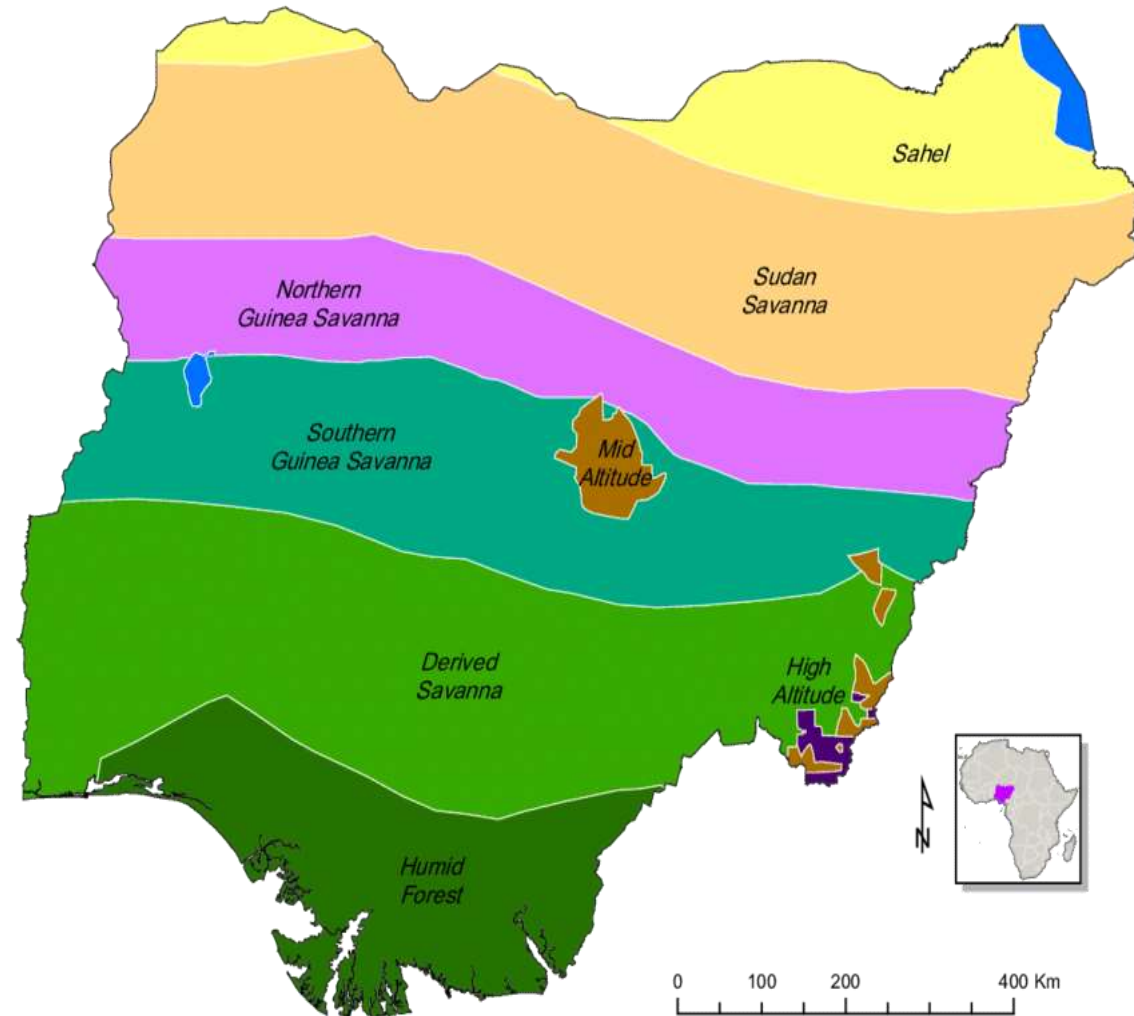 Sahel
Sudan
Savanna
Northern
Guinea Savanna
Southern
Guinea Savanna
Mid
Altitude
Derived
Savanna
High
Altitude
Humid
Forest
N
0 100 200 400 Km